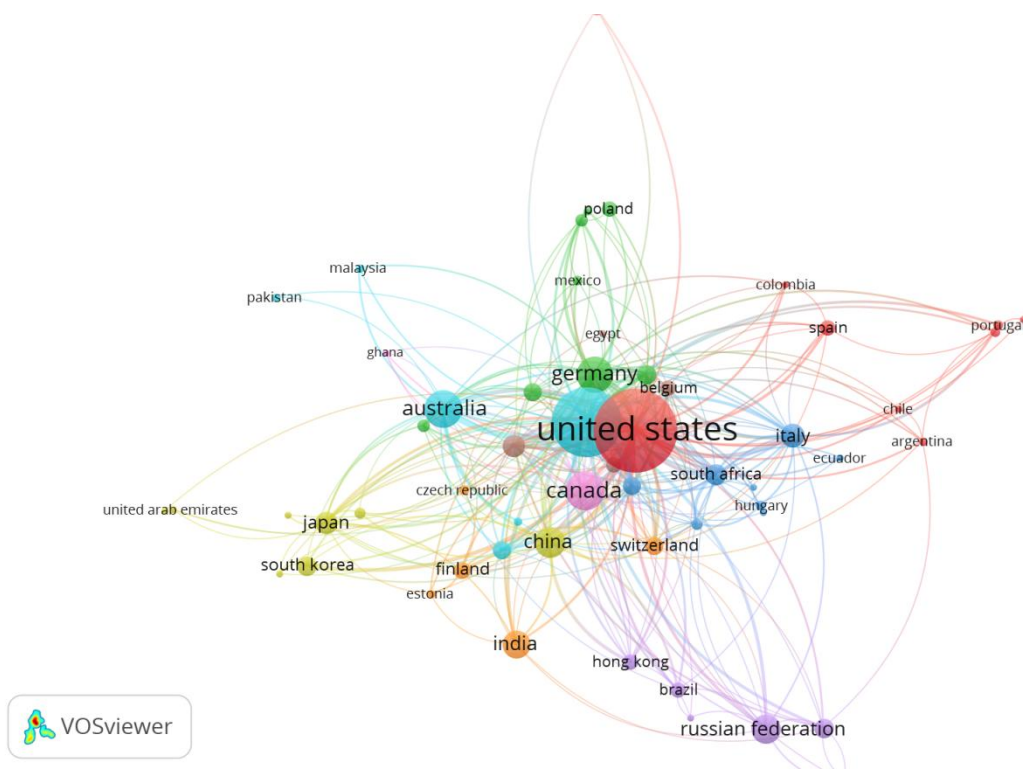 poland
malaysia
mexico
colombia
pakistan
spain
portuga
egypt
ghana
germany
belgium
australia
chile
united states
italy
argentina
ecuador
south africa
czech republic
canada
hungary
united arab emirates
japan
china
switzerland
south korea
finland
estonia
india
hong kong
brazil
russian federation
VOSviewer